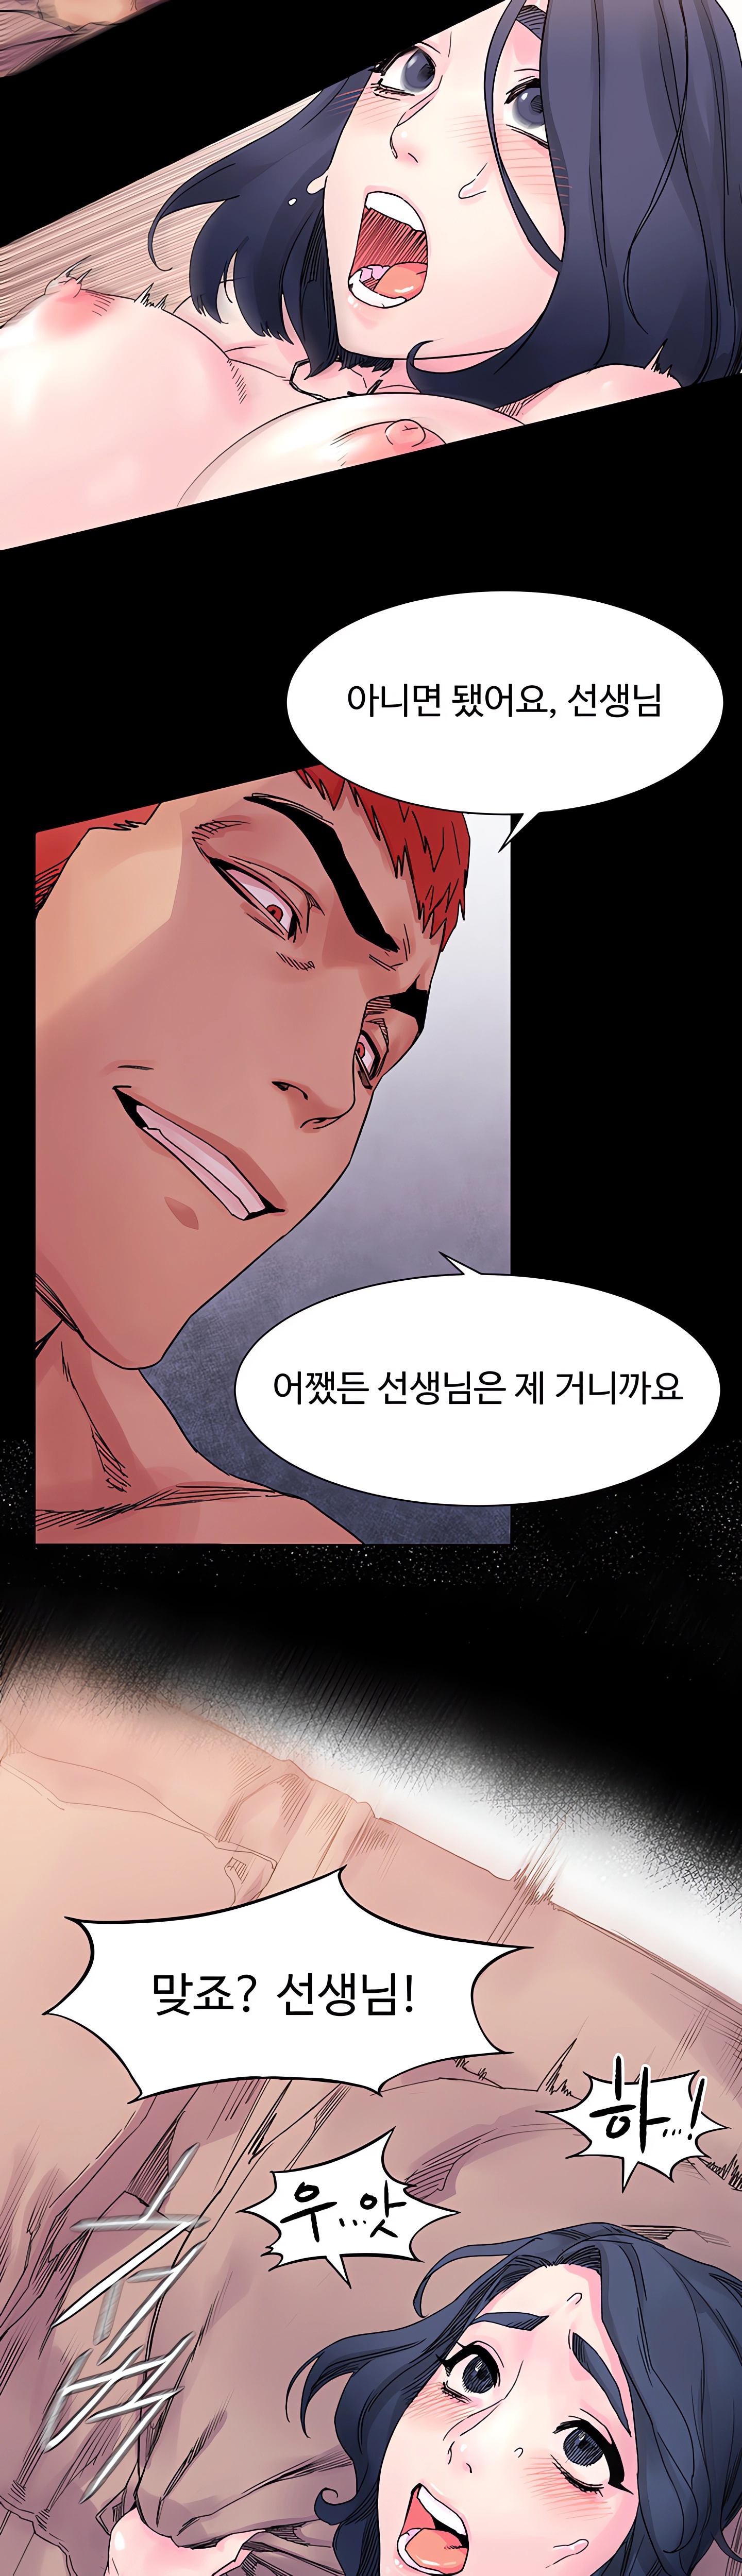 아니면 됐어요, 선생님
어쨌든 선생님은 제 거니까요
맞죠? 선생님!
하...!
우...앗